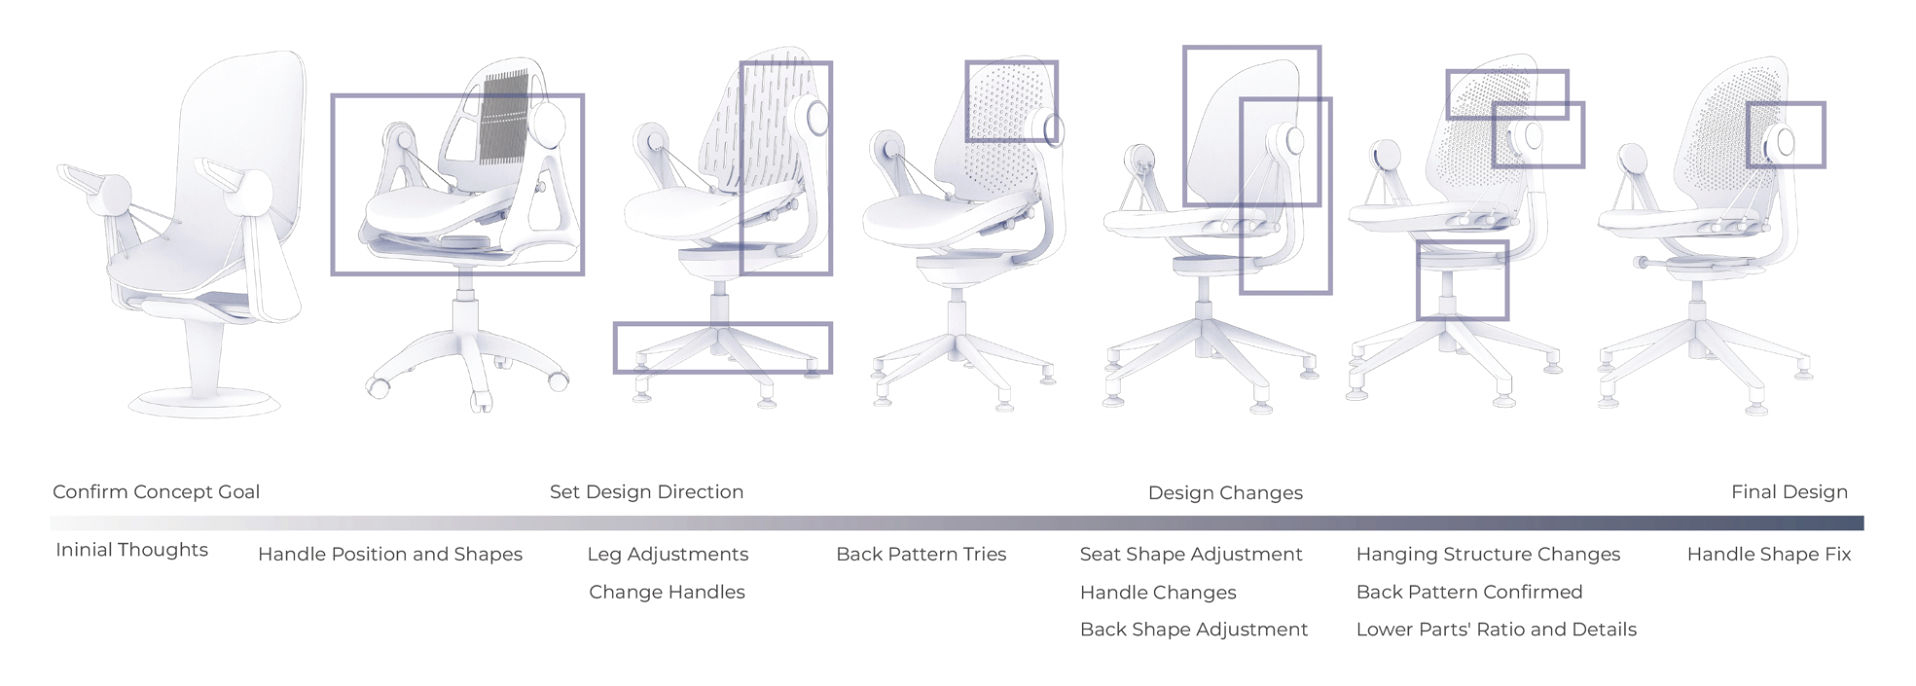 Confirm Concept Goal
Set Design Direction
Design Changes
Final Design
Ininial Thoughts
Handle Position and Shapes
Leg Adjustments
Change Handles
Back Pattern Tries
Seat Shape Adjustment
Handle Changes
Back Shape Adjustment
Hanging Structure Changes
Back Pattern Confirmed
Lower Parts' Ratio and Details
Handle Shape Fix